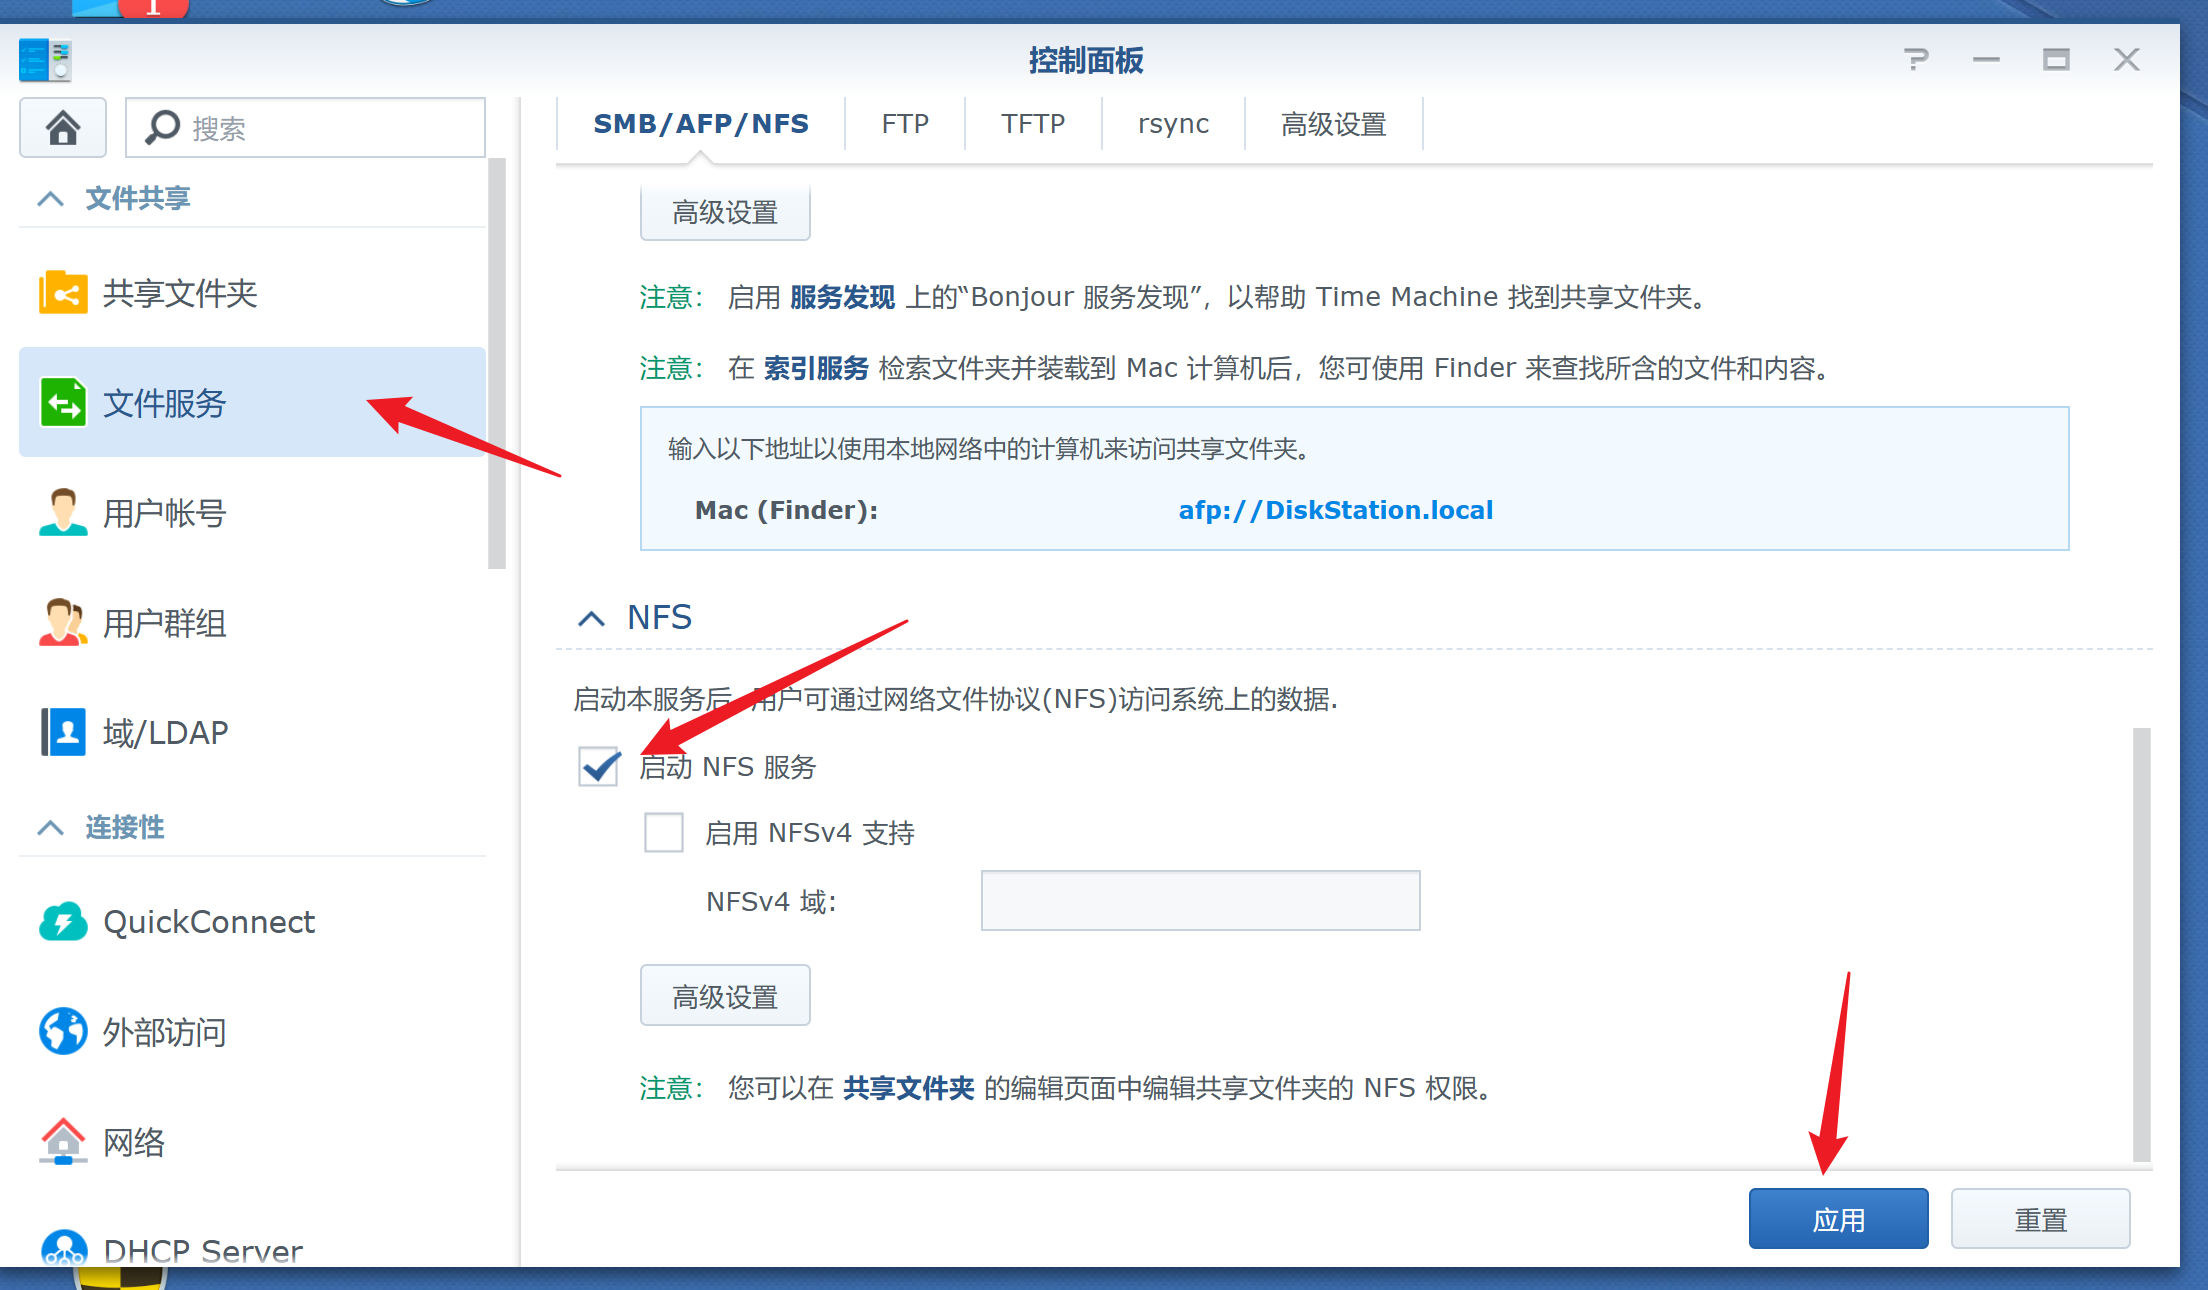 1
控制面板
搜索
文件共享
共享文件夹
文件服务
用户帐号
用户群组
域/LDAP
连接性
QuickConnect
外部访问
网络
DHCP Server
SMB/AFP/NFS
FTP
TFTP
rsync
高级设置
高级设置
注意： 启用 服务发现 上的“Bonjour 服务发现”，以帮助 Time Machine 找到共享文件夹。
注意： 在 索引服务 检索文件夹并装载到 Mac 计算机后，您可使用 Finder 来查找所含的文件和内容。
输入以下地址以使用本地网络中的计算机来访问共享文件夹。
Mac (Finder): afp://DiskStation.local
NFS
启动本服务后 用户可通过网络文件协议(NFS)访问系统上的数据.
启动 NFS 服务
启用 NFSv4 支持
NFSv4 域:
高级设置
注意： 您可以在 共享文件夹 的编辑页面中编辑共享文件夹的 NFS 权限。
应用
重置